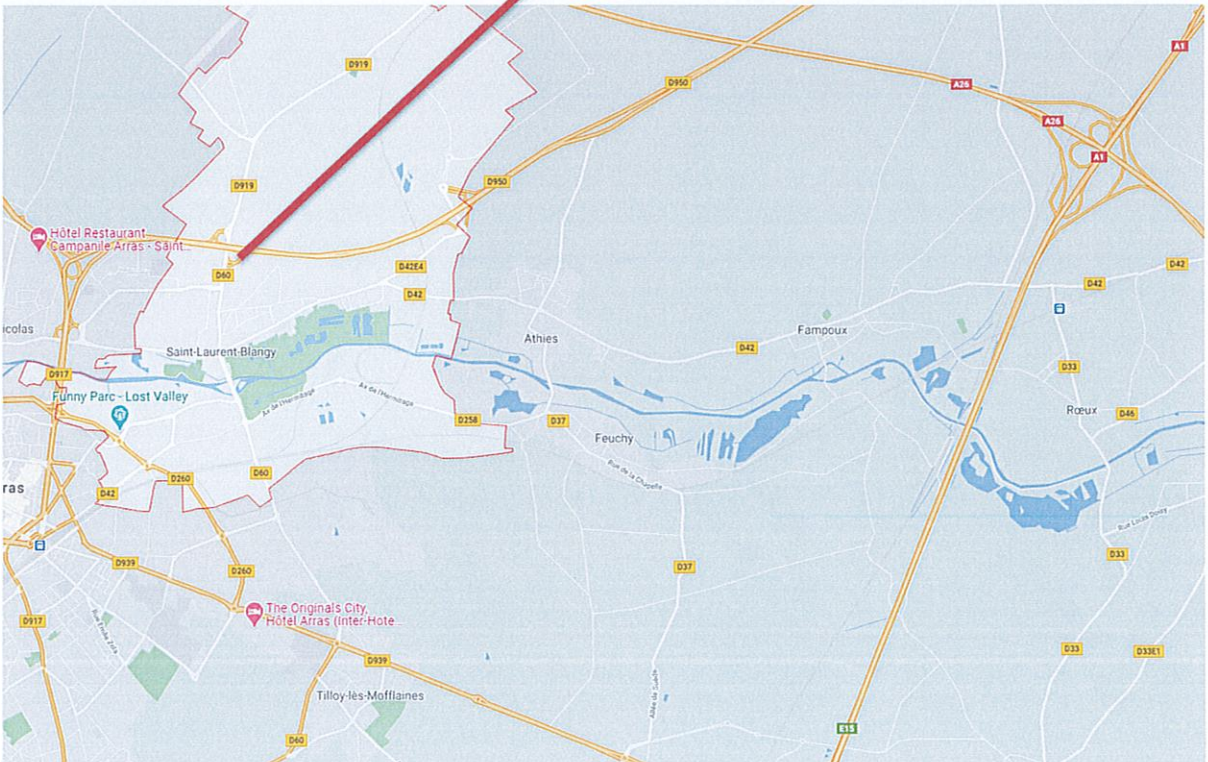 A1
D919
D950
A26
A26
A1
D919
D950
Hôtel Restaurant
Campanile Arras - Saint...
D60
D42E4
D42
D42
D42
icolas
Saint-Laurent-Blangy
Athies
Fampoux
D42
D33
D917
Funny Parc - Lost Valley
Av. de l'Hermitage
Av. de l'Hermitage
D258
D37
Feuchy
Rœux
D46
Rue de la Chapelle
ras
D42
D260
D60
Rue Louis Doisy
D939
D260
D37
D33
D917
Rue Emile Zola
The Originals City,
Hôtel Arras (Inter-Hote...
D939
D33
D33E1
Tilloy-lès-Mofflaines
D60
E15